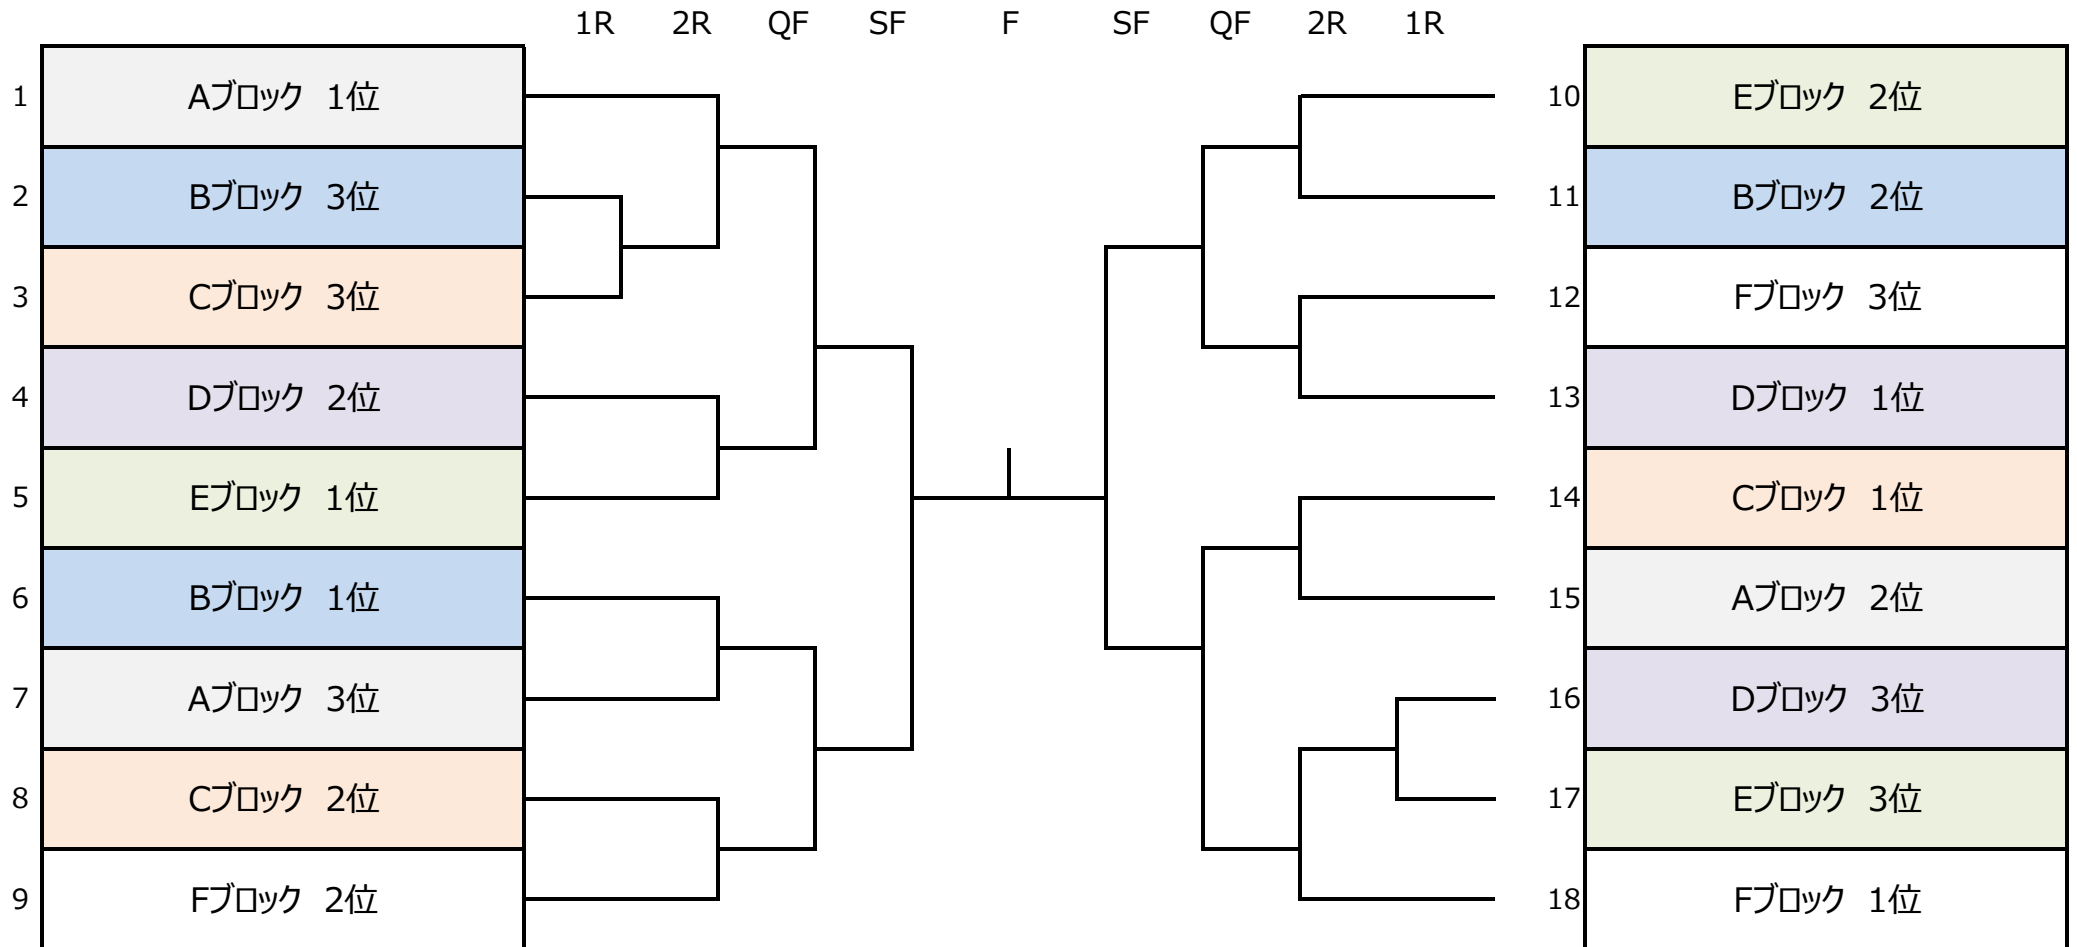 1R 2R QF SF F SF QF 2R 1R
1 Aブロック 1位 10 Eブロック 2位
2 Bブロック 3位 11 Bブロック 2位
3 Cブロック 3位 12 Fブロック 3位
4 Dブロック 2位 13 Dブロック 1位
5 Eブロック 1位 14 Cブロック 1位
6 Bブロック 1位 15 Aブロック 2位
7 Aブロック 3位 16 Dブロック 3位
8 Cブロック 2位 17 Eブロック 3位
9 Fブロック 2位 18 Fブロック 1位